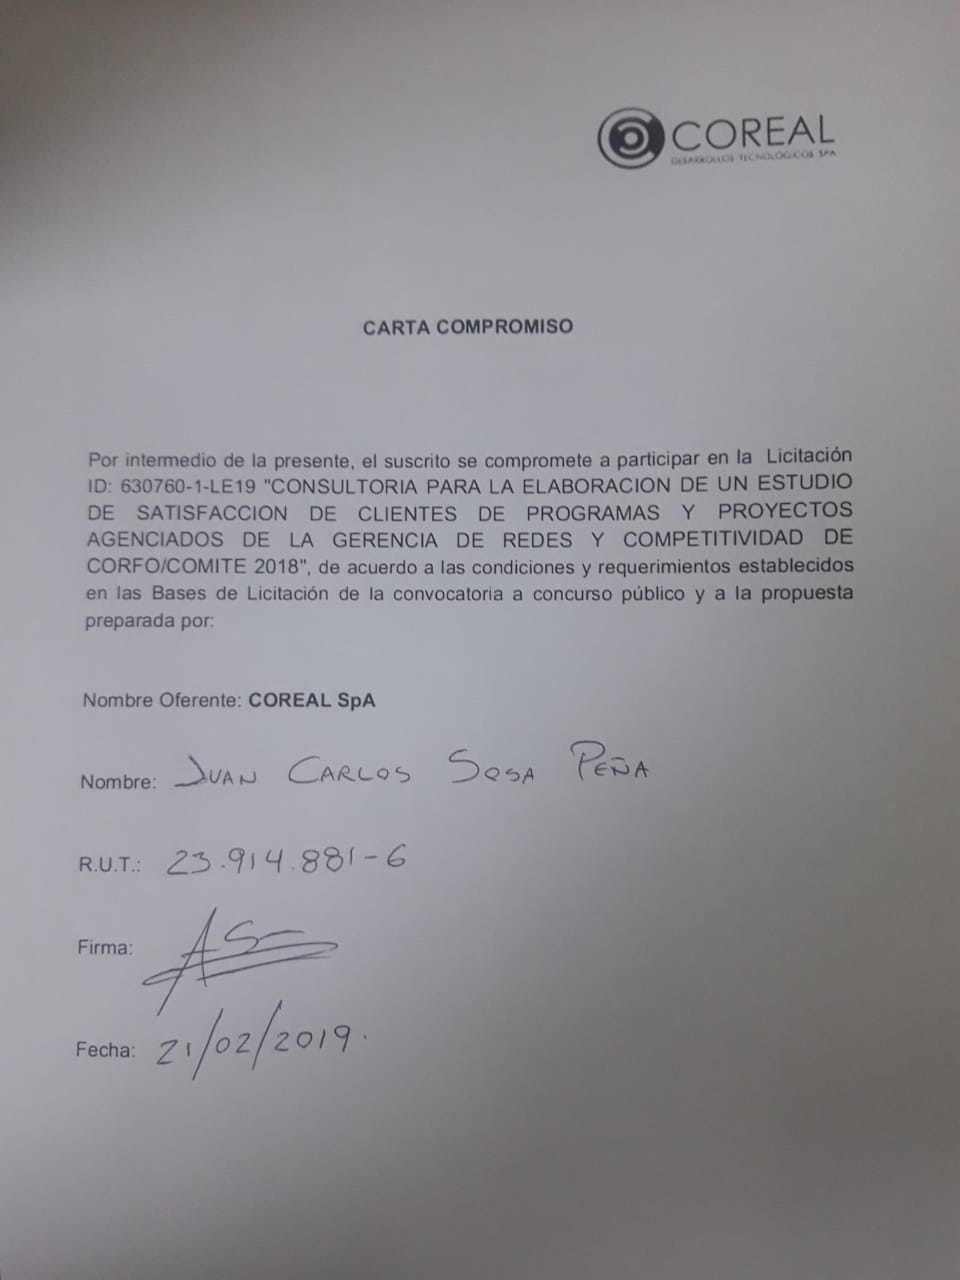 COREAL
DESARROLLOS TECNOLÓGICOS SPA
CARTA COMPROMISO
Por intermedio de la presente, el suscrito se compromete a participar en la Licitación
ID: 630760-1-LE19 "CONSULTORIA PARA LA ELABORACION DE UN ESTUDIO
DE SATISFACCION DE CLIENTES DE PROGRAMAS Y PROYECTOS
AGENCIADOS DE LA GERENCIA DE REDES Y COMPETITIVIDAD DE
CORFO/COMITE 2018", de acuerdo a las condiciones y requerimientos establecidos
en las Bases de Licitación de la convocatoria a concurso público y a la propuesta
preparada por:
Nombre Oferente: COREAL SpA
Nombre: JUAN CARLOS SOSA PEÑA
R.U.T.: 23.914.881-6
Firma:
Fecha: 21/02/2019.